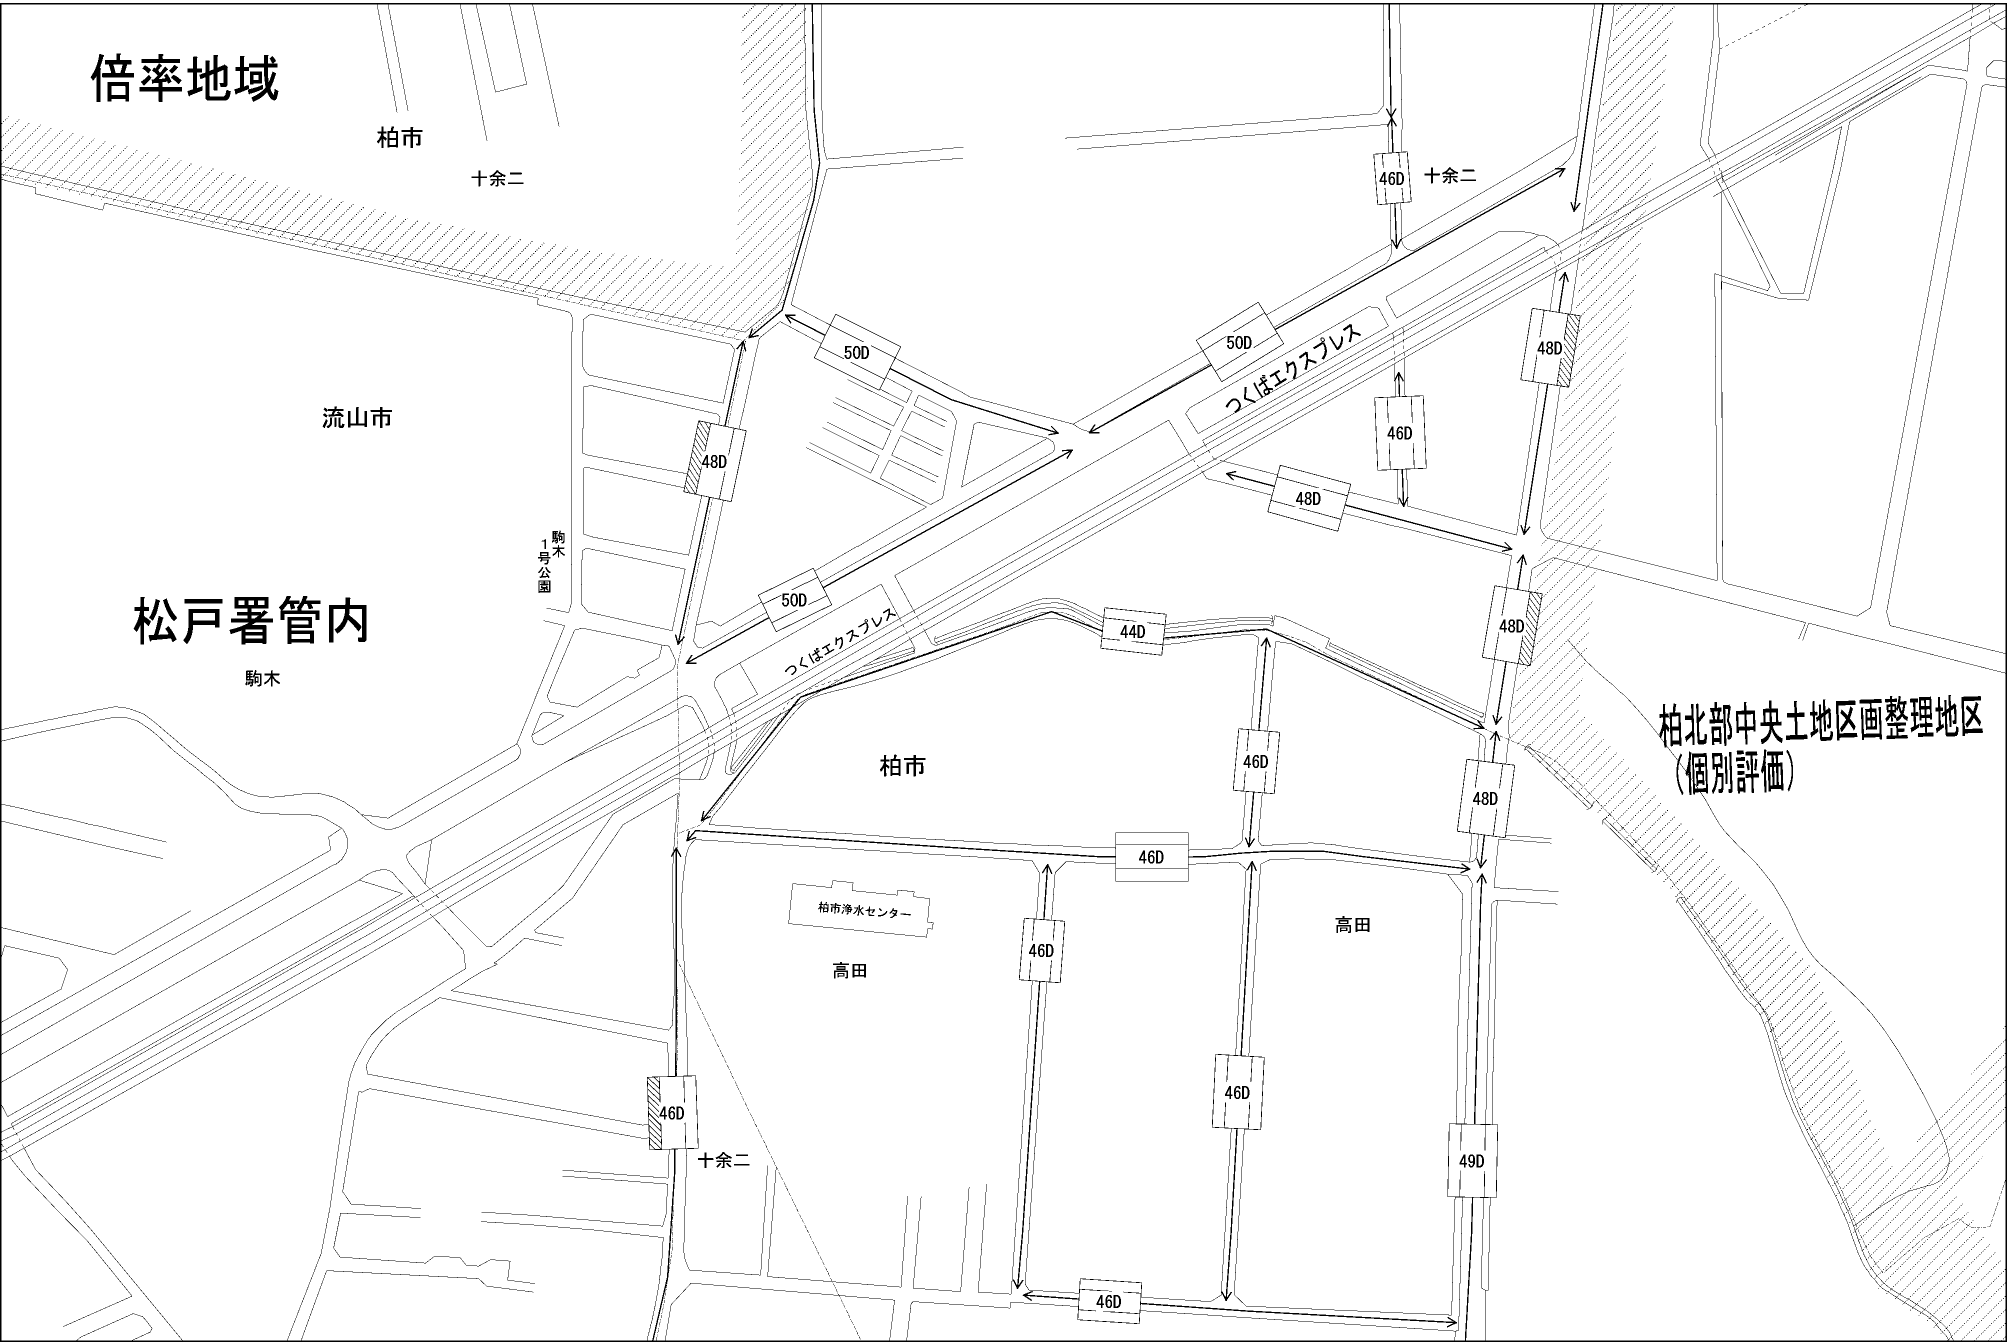 倍率地域
柏市
十余二
46D
十余二
50D
50D
つくばエクスプレス
48D
流山市
48D
46D
48D
駒木
1号公園
50D
つくばエクスプレス
44D
48D
松戸署管内
駒木
柏北部中央土地区画整理地区
(個別評価)
柏市
46D
48D
46D
柏市浄水センター
高田
46D
高田
46D
46D
十余二
49D
46D